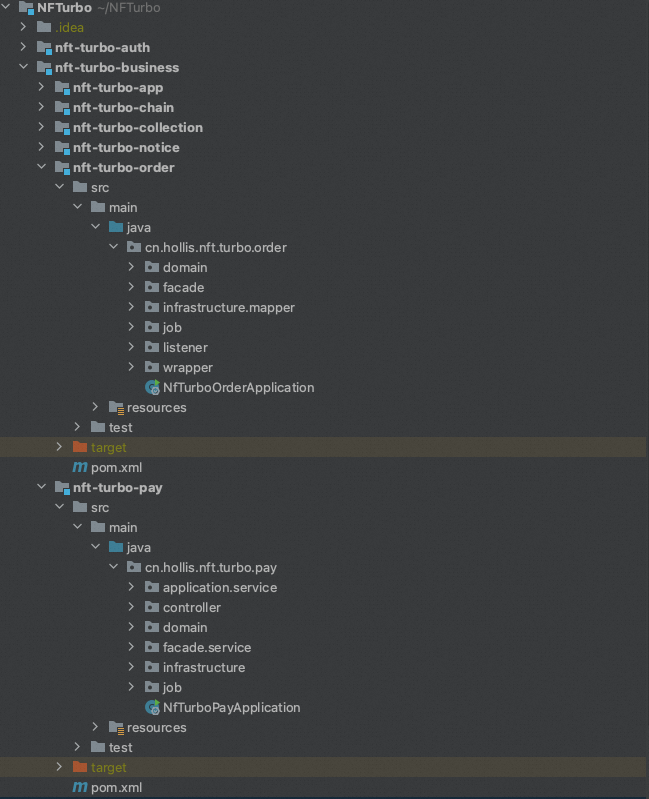 NFTurbo ~/NFTurbo
.idea
nft-turbo-auth
nft-turbo-business
nft-turbo-app
nft-turbo-chain
nft-turbo-collection
nft-turbo-notice
nft-turbo-order
src
main
java
cn.hollis.nft.turbo.order
domain
facade
infrastructure.mapper
job
listener
wrapper
NfTurboOrderApplication
resources
test
target
pom.xml
nft-turbo-pay
src
main
java
cn.hollis.nft.turbo.pay
application.service
controller
domain
facade.service
infrastructure
job
NfTurboPayApplication
resources
test
target
pom.xml